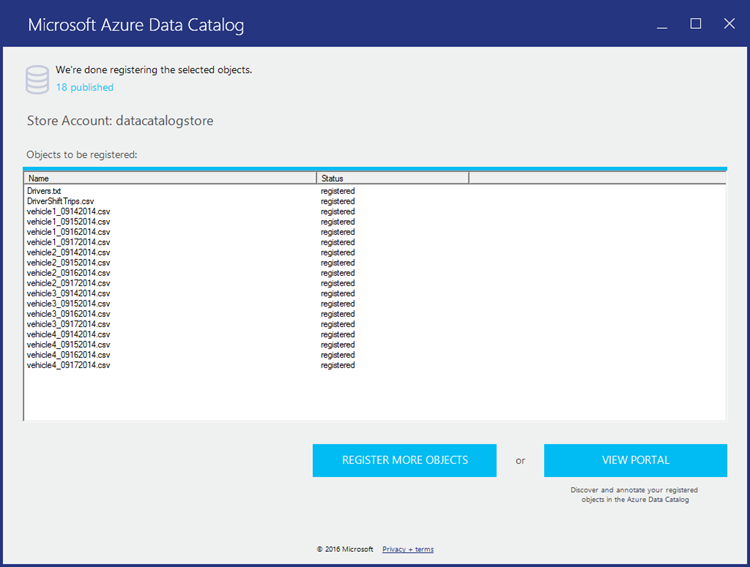 Microsoft Azure Data Catalog
We're done registering the selected objects.
18 published
Store Account: datacatalogstore
Objects to be registered:
Name Status
Drivers.txt registered
DriverShiftTrips.csv registered
vehicle1_09142014.csv registered
vehicle1_09152014.csv registered
vehicle1_09162014.csv registered
vehicle1_09172014.csv registered
vehicle2_09142014.csv registered
vehicle2_09152014.csv registered
vehicle2_09162014.csv registered
vehicle2_09172014.csv registered
vehicle3_09142014.csv registered
vehicle3_09152014.csv registered
vehicle3_09162014.csv registered
vehicle3_09172014.csv registered
vehicle4_09142014.csv registered
vehicle4_09152014.csv registered
vehicle4_09162014.csv registered
vehicle4_09172014.csv registered
REGISTER MORE OBJECTS or VIEW PORTAL
Discover and annotate your registered
objects in the Azure Data Catalog
© 2016 Microsoft Privacy + terms